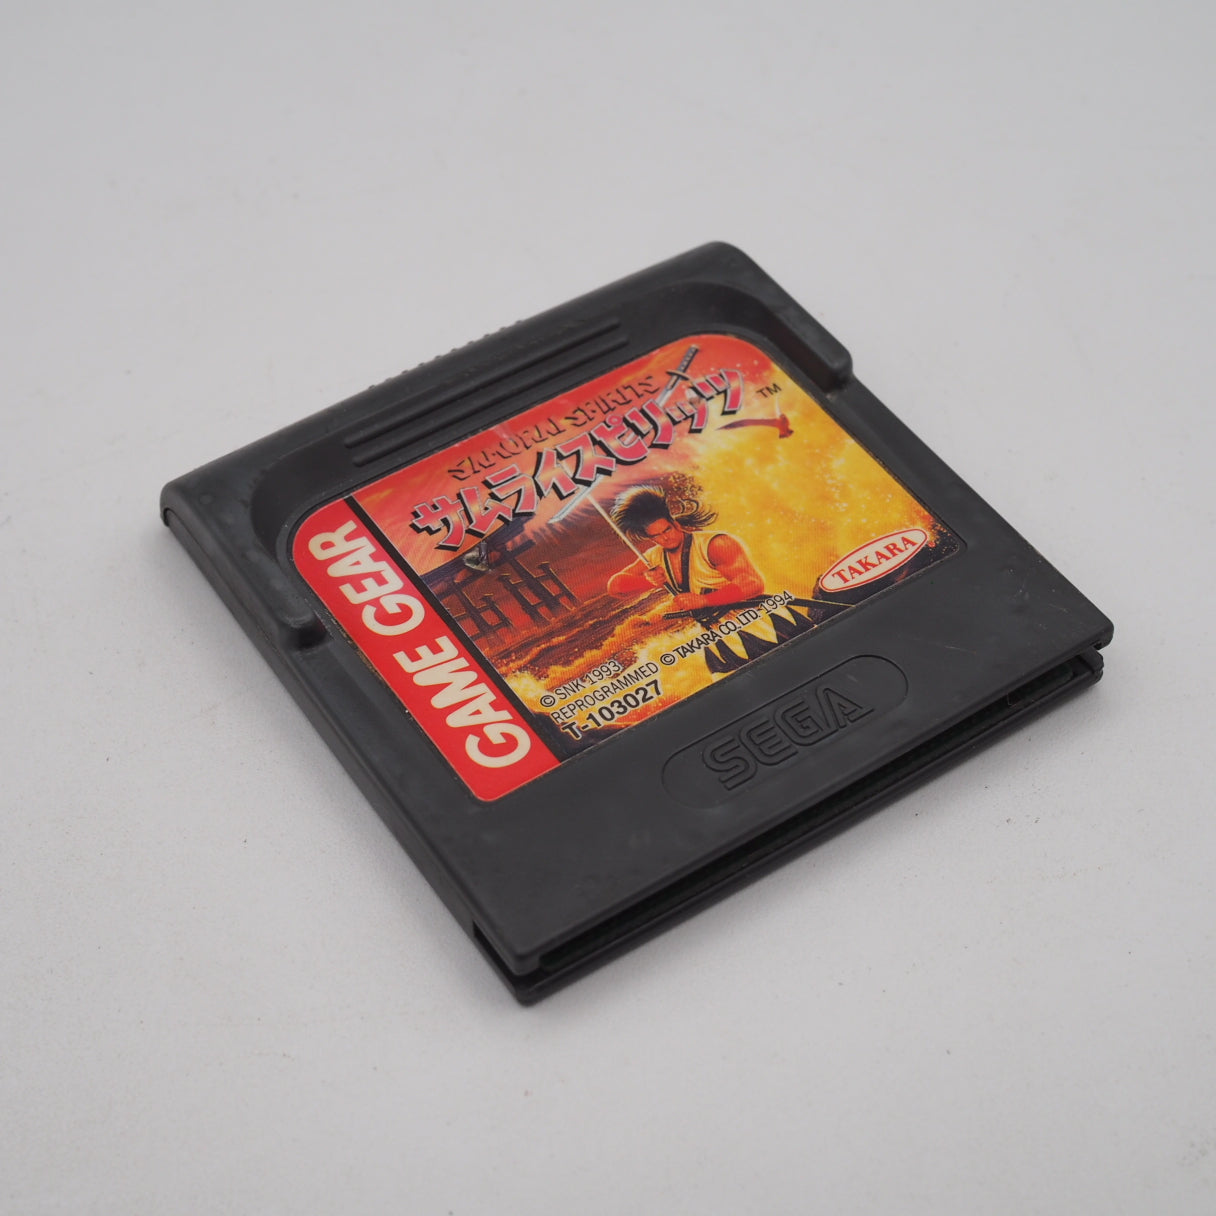 SAMURAI SPIRITS
サムライスピリッツ TM
GAME GEAR
TAKARA
© SNK 1993
REPROGRAMMED © TAKARA CO.,LTD. 1994
T-103027
SEGA